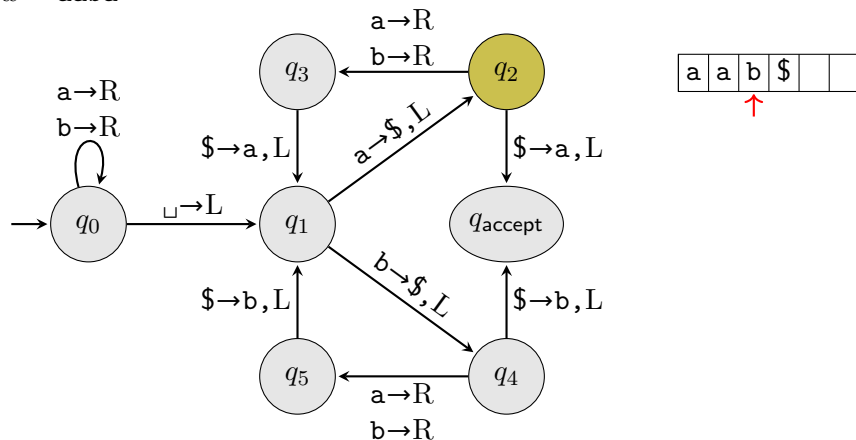 a→R
b→R
q3
q2
a a b $
a→R
b→R
$→a,L
a→$,L
$→a,L
q0
␣→L
q1
qaccept
$→b,L
b→$,L
$→b,L
q5
q4
a→R
b→R